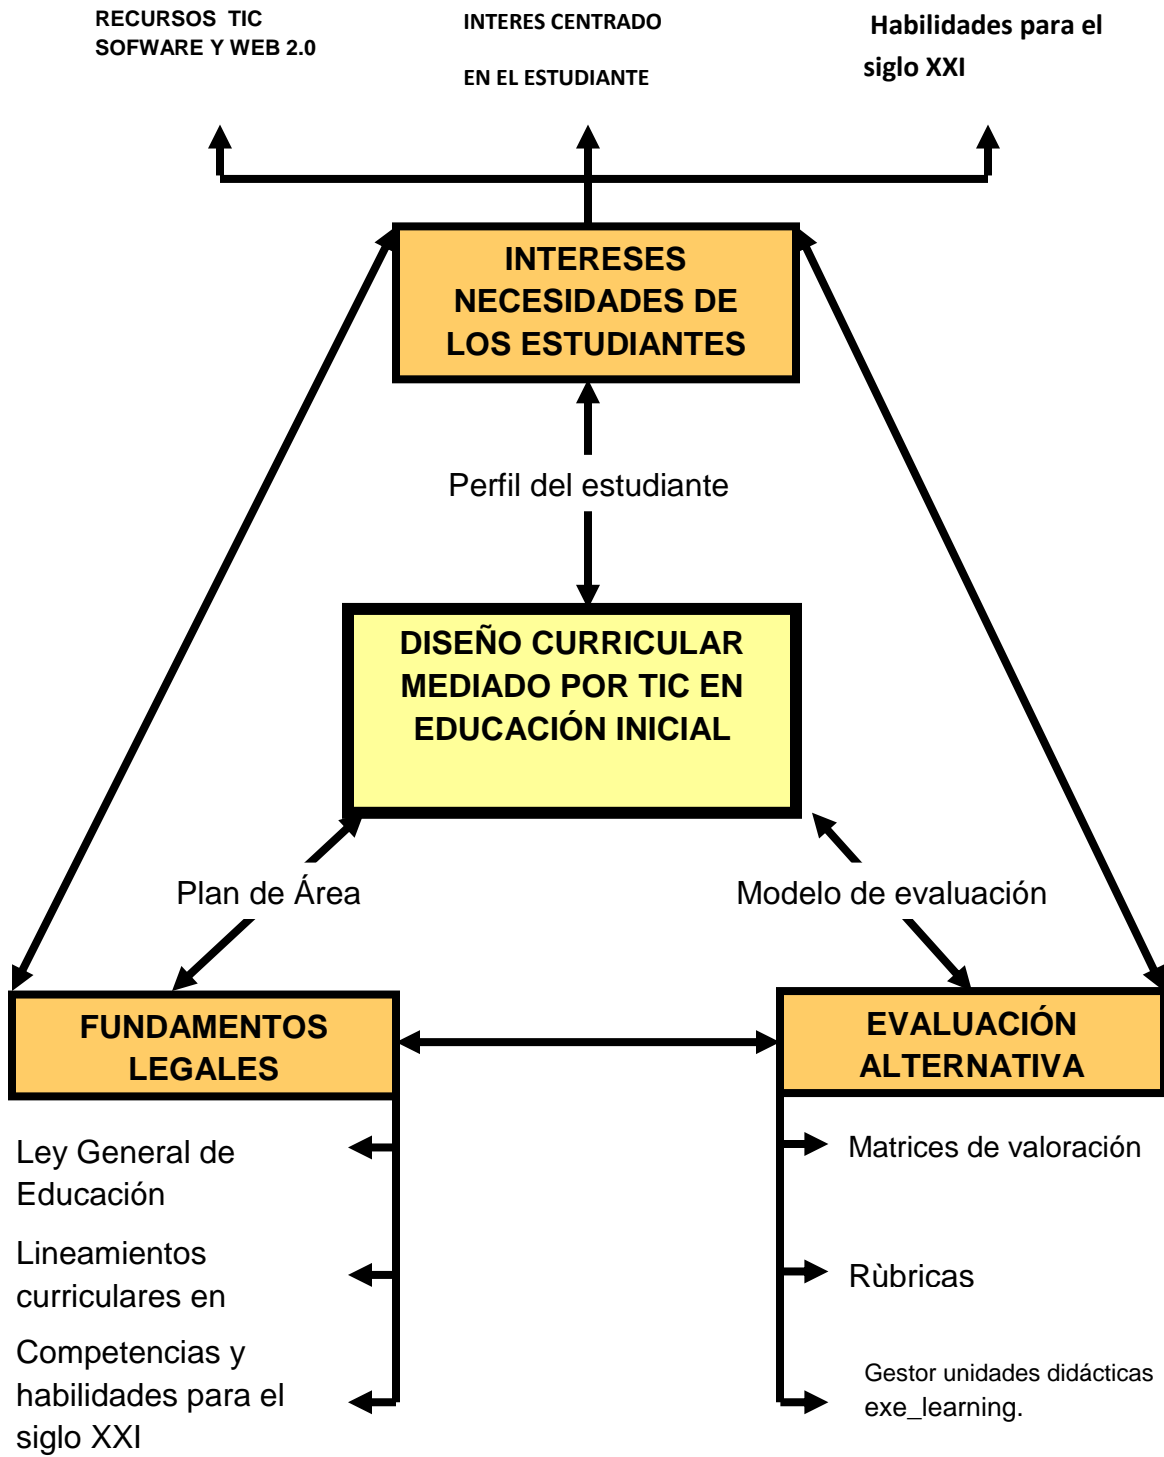 RECURSOS TIC
SOFWARE Y WEB 2.0
INTERES CENTRADO
EN EL ESTUDIANTE
Habilidades para el
siglo XXI
INTERESES
NECESIDADES DE
LOS ESTUDIANTES
Perfil del estudiante
DISEÑO CURRICULAR
MEDIADO POR TIC EN
EDUCACIÓN INICIAL
Plan de Área
Modelo de evaluación
FUNDAMENTOS
LEGALES
EVALUACIÓN
ALTERNATIVA
Ley General de
Educación
Lineamientos
curriculares en
Competencias y
habilidades para el
siglo XXI
Matrices de valoración
Rùbricas
Gestor unidades didácticas
exe_learning.